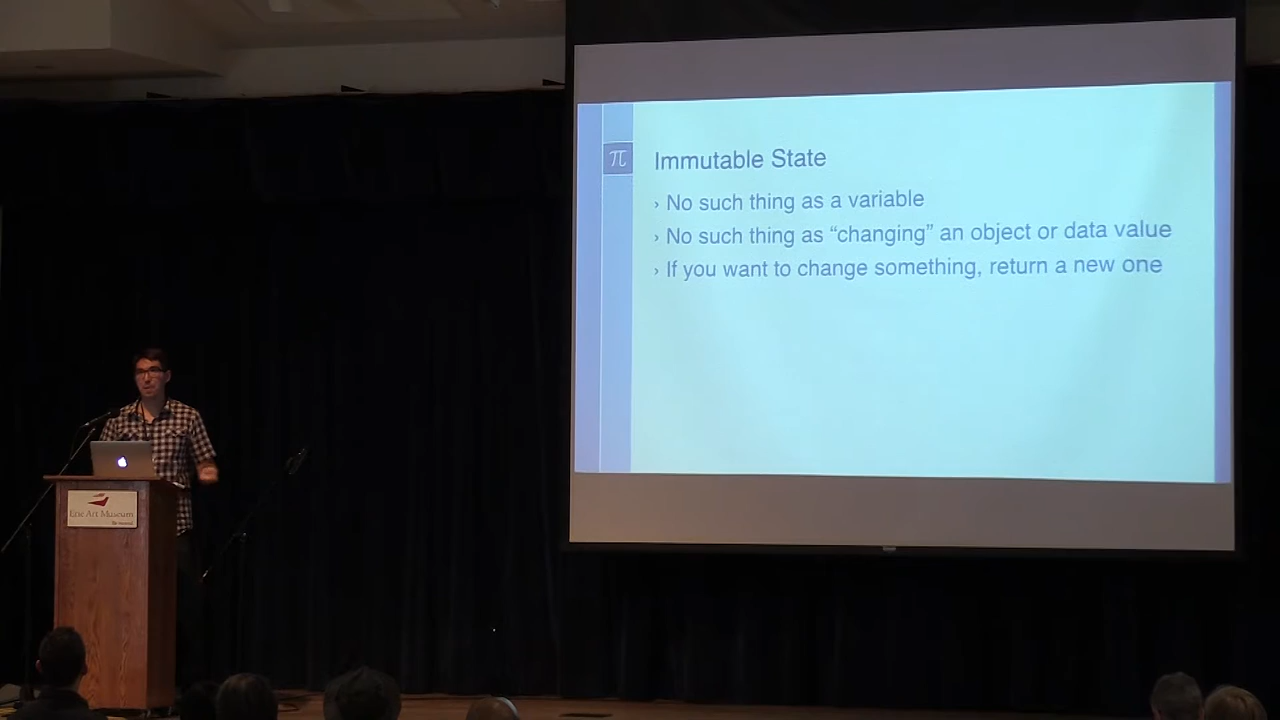 π
Immutable State
› No such thing as a variable
› No such thing as “changing” an object or data value
› If you want to change something, return a new one
Erie Art Museum